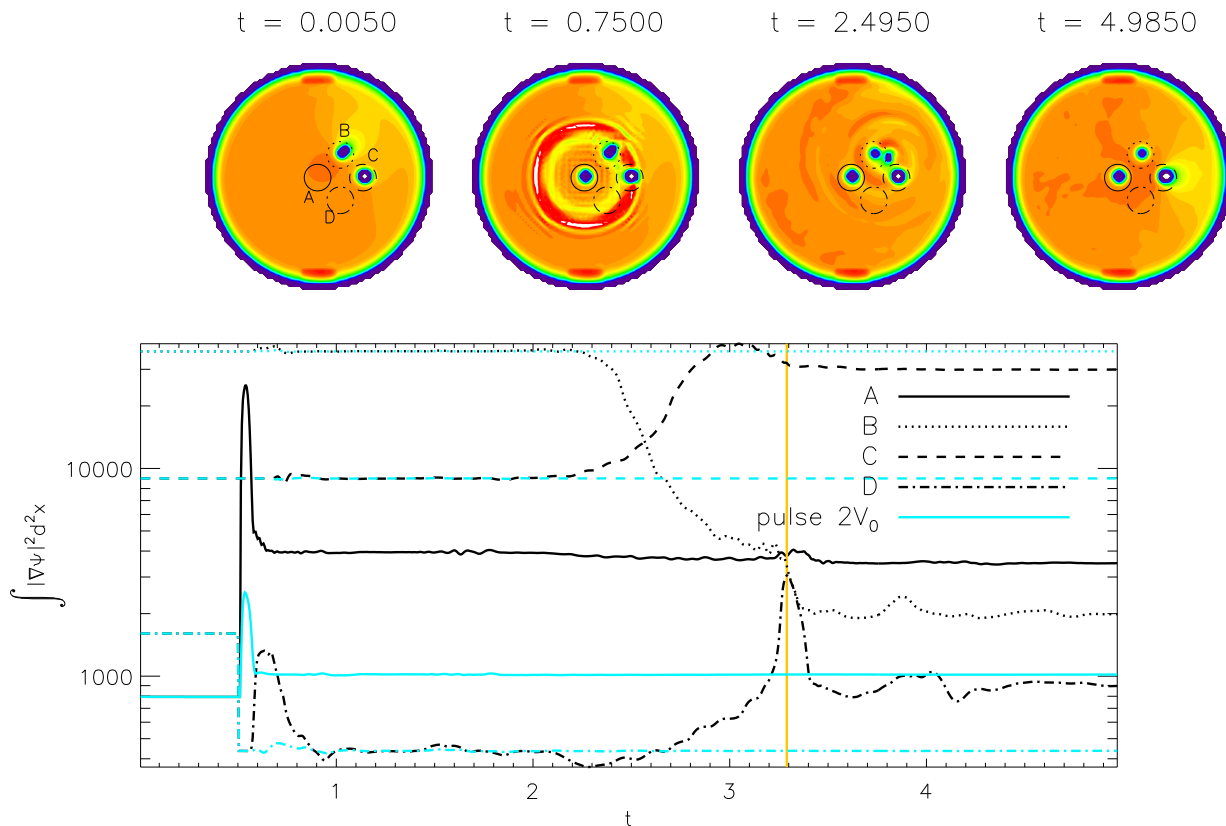 t = 0.0050
t = 0.7500
t = 2.4950
t = 4.9850
B
C
A
D
∫ |∇Ψ|²d²x
10000
1000
A
B
C
D
pulse 2V₀
1
2
3
4
t